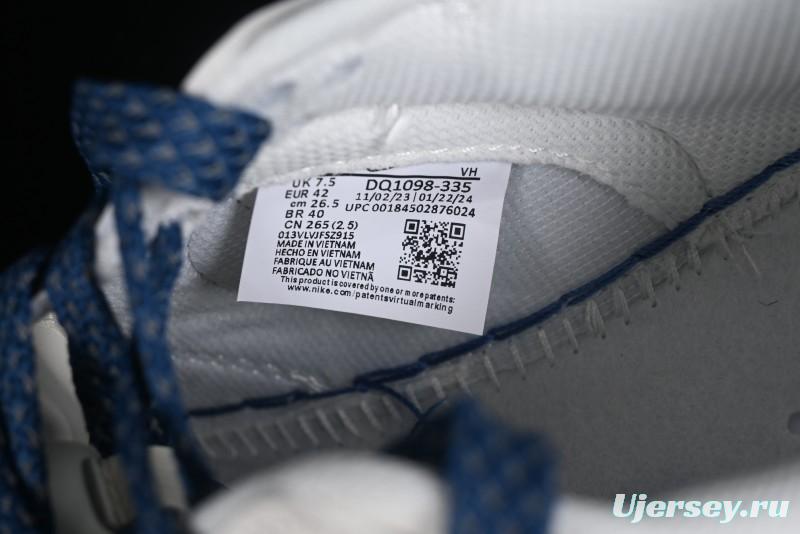 VH
UK 7.5
DQ1098-335
EUR 42
11/02/23 | 01/22/24
cm 26.5
UPC 00184502876024
BR 40
CN 265 (2.5)
013VLVJFSZ915
MADE IN VIETNAM
HECHO EN VIETNAM
FABRIQUE AU VIETNAM
FABRICADO NO VIETNÃ
This product is covered by one or more patents:
www.nike.com/patentsvirtualmarking
Ujersey.ru